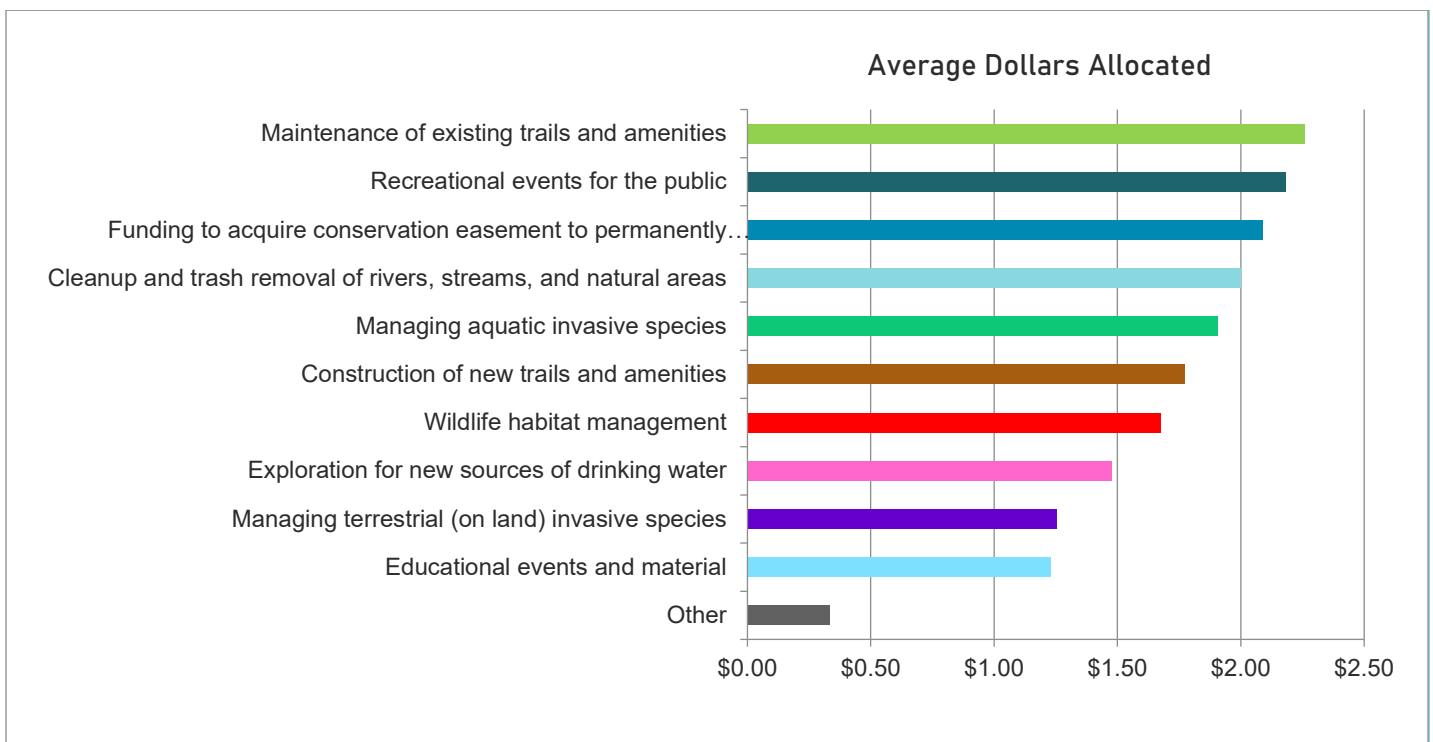 Average Dollars Allocated
Maintenance of existing trails and amenities
Recreational events for the public
Funding to acquire conservation easement to permanently…
Cleanup and trash removal of rivers, streams, and natural areas
Managing aquatic invasive species
Construction of new trails and amenities
Wildlife habitat management
Exploration for new sources of drinking water
Managing terrestrial (on land) invasive species
Educational events and material
Other
$0.00 $0.50 $1.00 $1.50 $2.00 $2.50